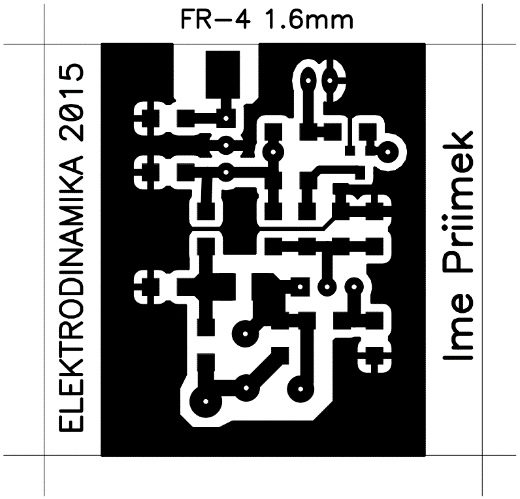 FR-4 1.6mm
ELEKTRODINAMIKA 2015
Ime Priimek